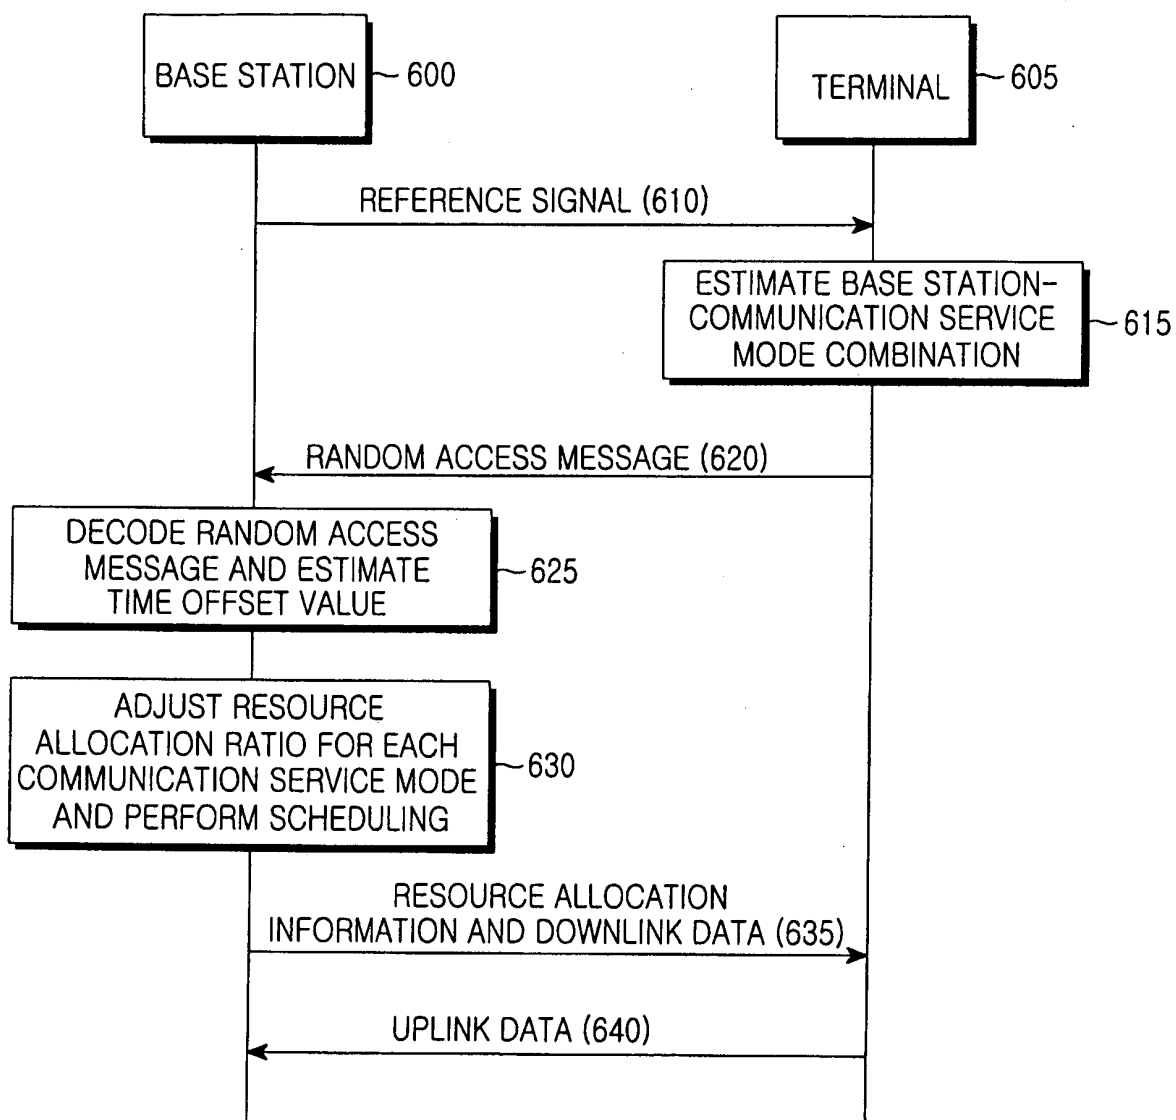 BASE STATION
600
TERMINAL
605
REFERENCE SIGNAL (610)
ESTIMATE BASE STATION-
COMMUNICATION SERVICE
MODE COMBINATION
615
RANDOM ACCESS MESSAGE (620)
DECODE RANDOM ACCESS
MESSAGE AND ESTIMATE
TIME OFFSET VALUE
625
ADJUST RESOURCE
ALLOCATION RATIO FOR EACH
COMMUNICATION SERVICE MODE
AND PERFORM SCHEDULING
630
RESOURCE ALLOCATION
INFORMATION AND DOWNLINK DATA (635)
UPLINK DATA (640)